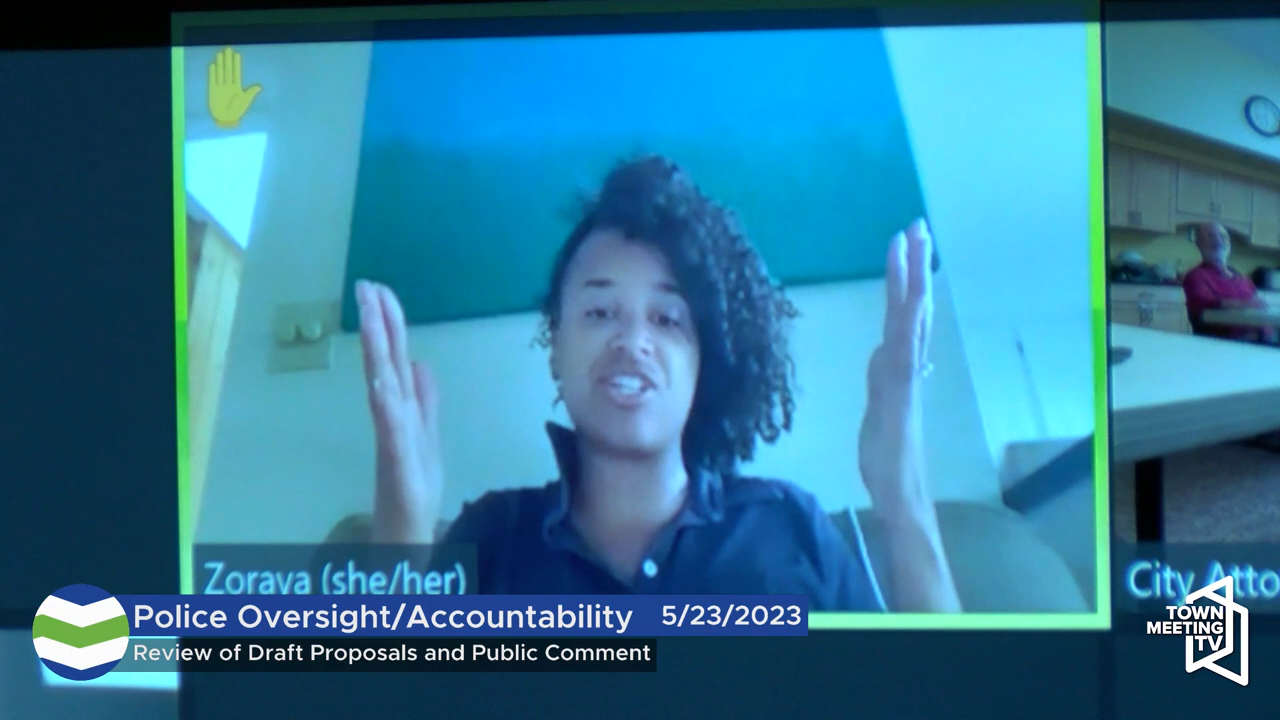 Zoraya (she/her)
City Atto
Police Oversight/Accountability 5/23/2023
Review of Draft Proposals and Public Comment
TOWN
MEETING
TV